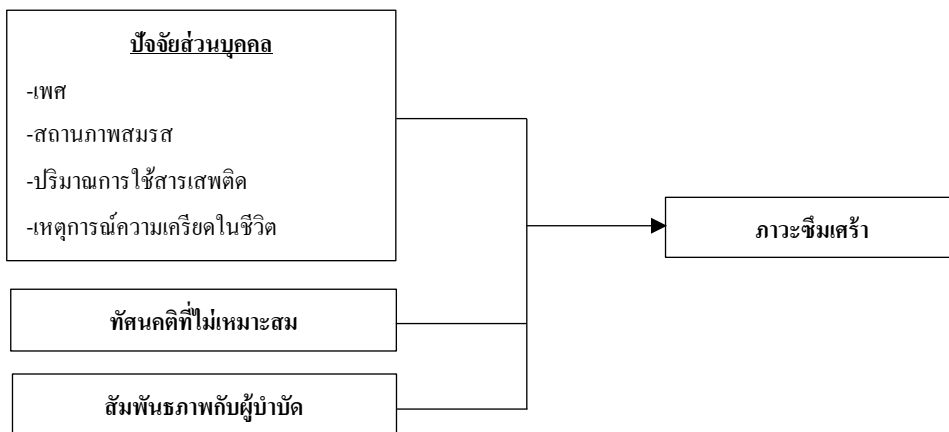 ปัจจัยส่วนบุคคล
-เพศ
-สถานภาพสมรส
-ปริมาณการใช้สารเสพติด
-เหตุการณ์ความเครียดในชีวิต
ภาวะซึมเศร้า
ทัศนคติที่ไม่เหมาะสม
สัมพันธภาพกับผู้บำบัด